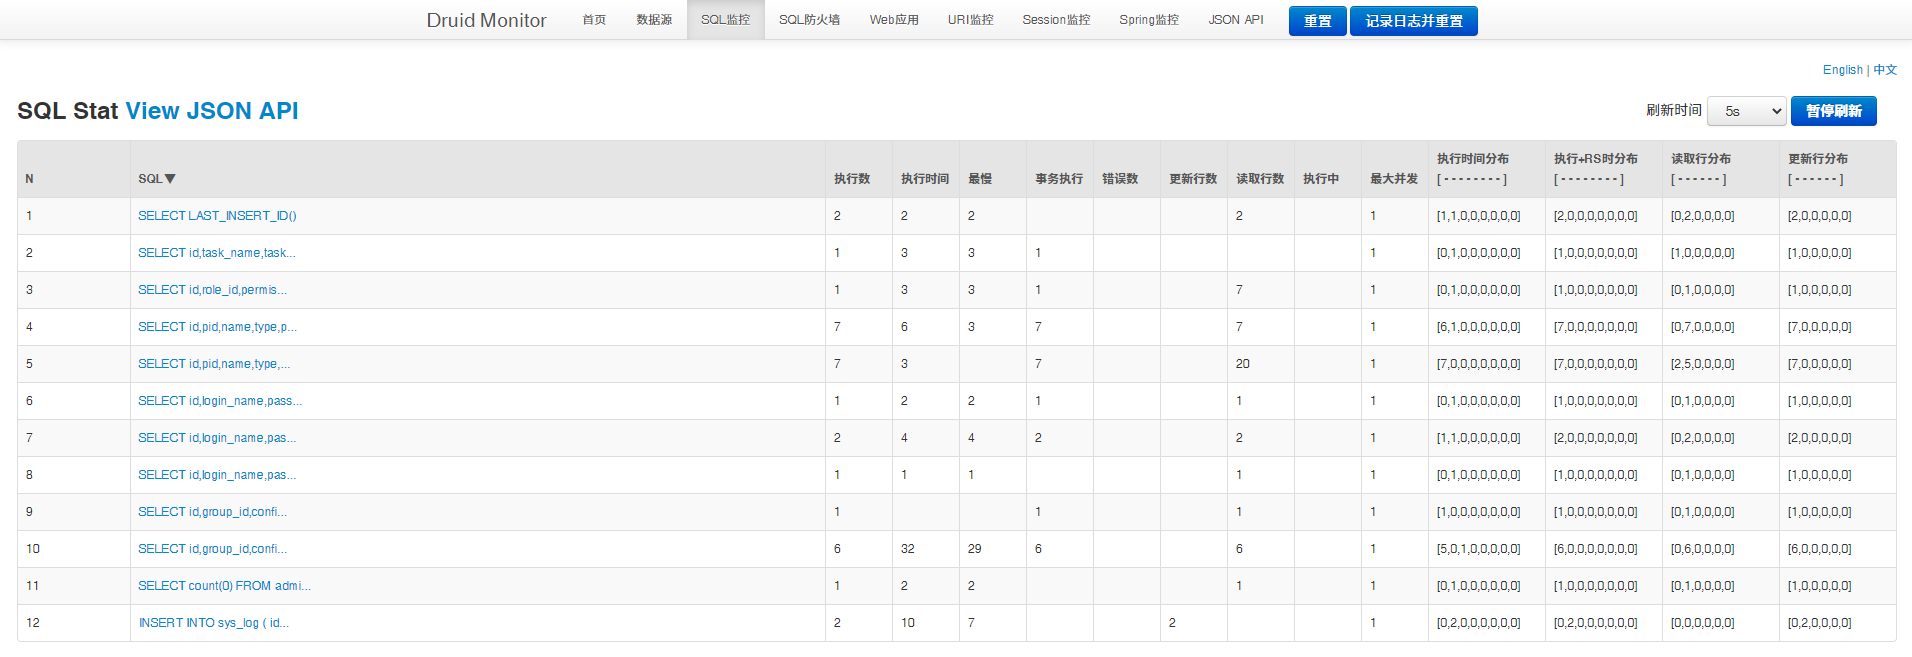 Druid Monitor 首页 数据源 SQL监控 SQL防火墙 Web应用 URI监控 Session监控 Spring监控 JSON API 重置 记录日志并重置
English | 中文
SQL Stat View JSON API 刷新时间 5s 暂停刷新
N SQL▼ 执行数 执行时间 最慢 事务执行 错误数 更新行数 读取行数 执行中 最大并发 执行时间分布 [ - - - - - - - - ] 执行+RS时分布 [ - - - - - - - - ] 读取行分布 [ - - - - - - ] 更新行分布 [ - - - - - - ]
1 SELECT LAST_INSERT_ID() 2 2 2 2 1 [1,1,0,0,0,0,0,0] [2,0,0,0,0,0,0,0] [0,2,0,0,0,0] [2,0,0,0,0,0]
2 SELECT id,task_name,task... 1 3 3 1 1 [0,1,0,0,0,0,0,0] [1,0,0,0,0,0,0,0] [1,0,0,0,0,0] [1,0,0,0,0,0]
3 SELECT id,role_id,permis... 1 3 3 1 7 1 [0,1,0,0,0,0,0,0] [1,0,0,0,0,0,0,0] [0,1,0,0,0,0] [1,0,0,0,0,0]
4 SELECT id,pid,name,type,p... 7 6 3 7 7 1 [6,1,0,0,0,0,0,0] [7,0,0,0,0,0,0,0] [0,7,0,0,0,0] [7,0,0,0,0,0]
5 SELECT id,pid,name,type,... 7 3 7 20 1 [7,0,0,0,0,0,0,0] [7,0,0,0,0,0,0,0] [2,5,0,0,0,0] [7,0,0,0,0,0]
6 SELECT id,login_name,pass... 1 2 2 1 1 1 [0,1,0,0,0,0,0,0] [1,0,0,0,0,0,0,0] [0,1,0,0,0,0] [1,0,0,0,0,0]
7 SELECT id,login_name,pas... 2 4 4 2 2 1 [1,1,0,0,0,0,0,0] [2,0,0,0,0,0,0,0] [0,2,0,0,0,0] [2,0,0,0,0,0]
8 SELECT id,login_name,pas... 1 1 1 1 1 [0,1,0,0,0,0,0,0] [1,0,0,0,0,0,0,0] [0,1,0,0,0,0] [1,0,0,0,0,0]
9 SELECT id,group_id,confi... 1 1 1 1 [1,0,0,0,0,0,0,0] [1,0,0,0,0,0,0,0] [0,1,0,0,0,0] [1,0,0,0,0,0]
10 SELECT id,group_id,confi... 6 32 29 6 6 1 [5,0,1,0,0,0,0,0] [6,0,0,0,0,0,0,0] [0,6,0,0,0,0] [6,0,0,0,0,0]
11 SELECT count(0) FROM admi... 1 2 2 1 1 [0,1,0,0,0,0,0,0] [1,0,0,0,0,0,0,0] [0,1,0,0,0,0] [1,0,0,0,0,0]
12 INSERT INTO sys_log ( id... 2 10 7 2 1 [0,2,0,0,0,0,0,0] [0,2,0,0,0,0,0,0] [0,0,0,0,0,0] [0,2,0,0,0,0]